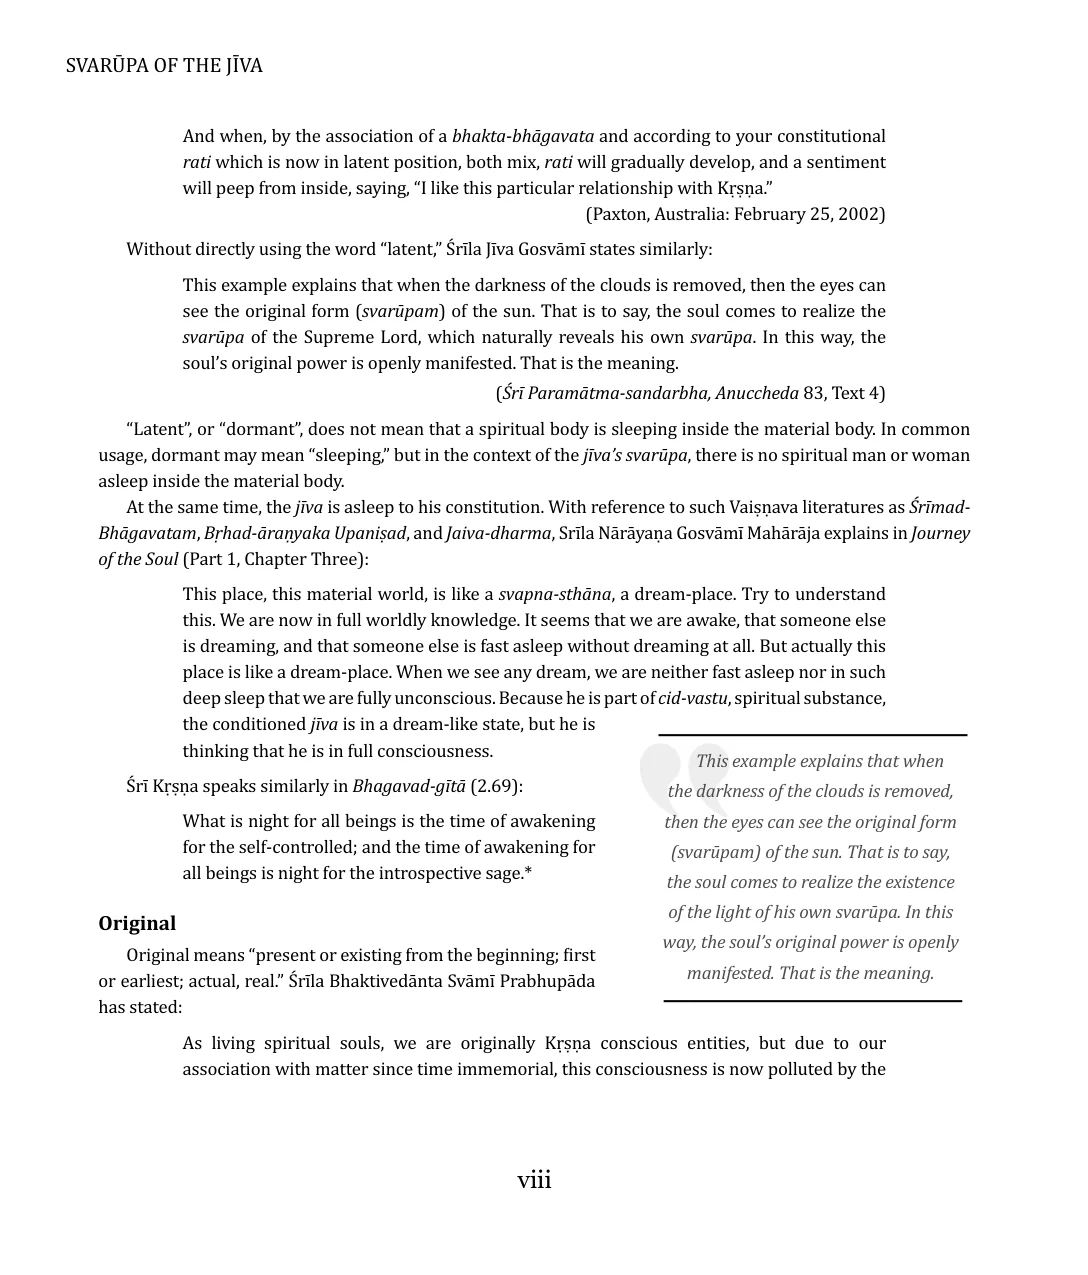 SVARŪPA OF THE JĪVA
And when, by the association of a bhakta-bhāgavata and according to your constitutional
rati which is now in latent position, both mix, rati will gradually develop, and a sentiment
will peep from inside, saying, “I like this particular relationship with Kṛṣṇa.”
(Paxton, Australia: February 25, 2002)
Without directly using the word “latent,” Śrīla Jīva Gosvāmī states similarly:
This example explains that when the darkness of the clouds is removed, then the eyes can
see the original form (svarūpam) of the sun. That is to say, the soul comes to realize the
svarūpa of the Supreme Lord, which naturally reveals his own svarūpa. In this way, the
soul’s original power is openly manifested. That is the meaning.
(Śrī Paramātma-sandarbha, Anuccheda 83, Text 4)
“Latent”, or “dormant”, does not mean that a spiritual body is sleeping inside the material body. In common
usage, dormant may mean “sleeping,” but in the context of the jīva’s svarūpa, there is no spiritual man or woman
asleep inside the material body.
At the same time, the jīva is asleep to his constitution. With reference to such Vaiṣṇava literatures as Śrīmad-
Bhāgavatam, Bṛhad-āraṇyaka Upaniṣad, and Jaiva-dharma, Srīla Nārāyaṇa Gosvāmī Mahārāja explains in Journey
of the Soul (Part 1, Chapter Three):
This place, this material world, is like a svapna-sthāna, a dream-place. Try to understand
this. We are now in full worldly knowledge. It seems that we are awake, that someone else
is dreaming, and that someone else is fast asleep without dreaming at all. But actually this
place is like a dream-place. When we see any dream, we are neither fast asleep nor in such
deep sleep that we are fully unconscious. Because he is part of cid-vastu, spiritual substance,
the conditioned jīva is in a dream-like state, but he is
thinking that he is in full consciousness.
Śrī Kṛṣṇa speaks similarly in Bhagavad-gītā (2.69):
What is night for all beings is the time of awakening
for the self-controlled; and the time of awakening for
all beings is night for the introspective sage.*
Original
Original means “present or existing from the beginning; first
or earliest; actual, real.” Śrīla Bhaktivedānta Svāmī Prabhupāda
has stated:
This example explains that when
the darkness of the clouds is removed,
then the eyes can see the original form
(svarūpam) of the sun. That is to say,
the soul comes to realize the existence
of the light of his own svarūpa. In this
way, the soul’s original power is openly
manifested. That is the meaning.
As living spiritual souls, we are originally Kṛṣṇa conscious entities, but due to our
association with matter since time immemorial, this consciousness is now polluted by the
viii